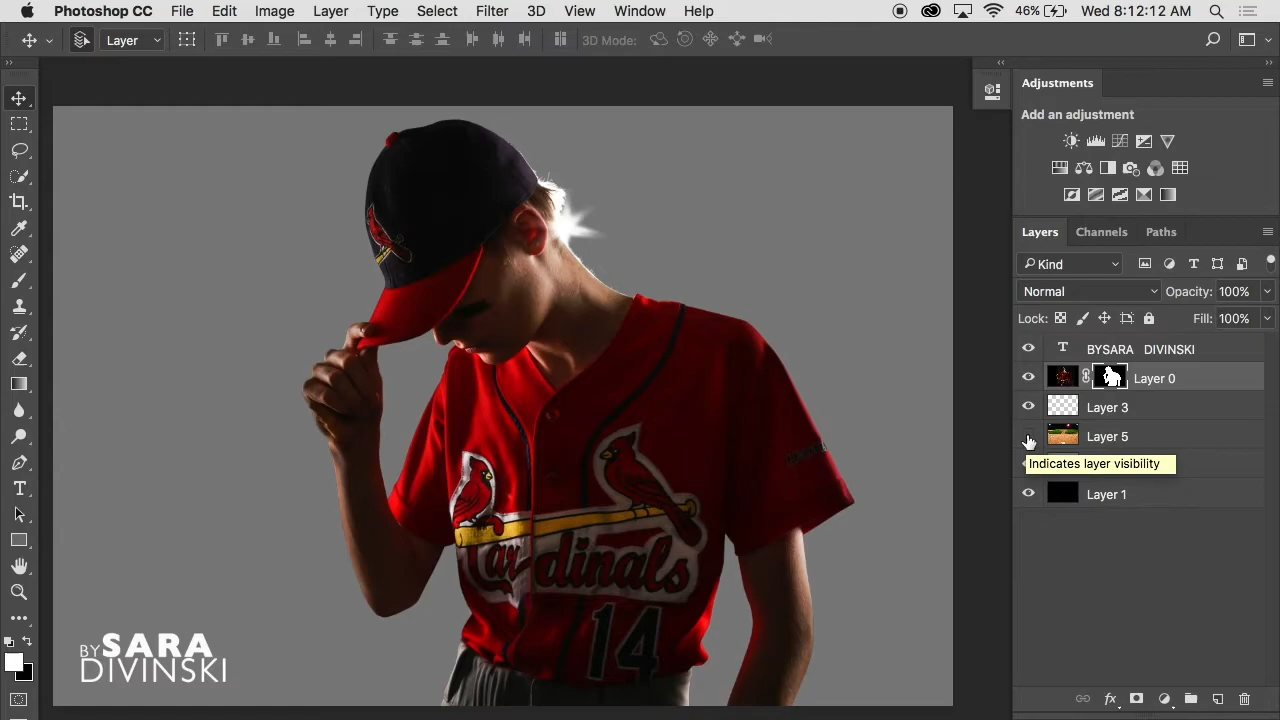 Photoshop CC File Edit Image Layer Type Select Filter 3D View Window Help 46% Wed 8:12:12 AM
Layer 3D Mode:
Adjustments
Add an adjustment
Layers Channels Paths
Kind
Normal Opacity: 100%
Lock: Fill: 100%
T BYSARA DIVINSKI
Layer 0
Layer 3
Layer 5
Indicates layer visibility
Layer 1
Cardinals
14
BY SARA
DIVINSKI